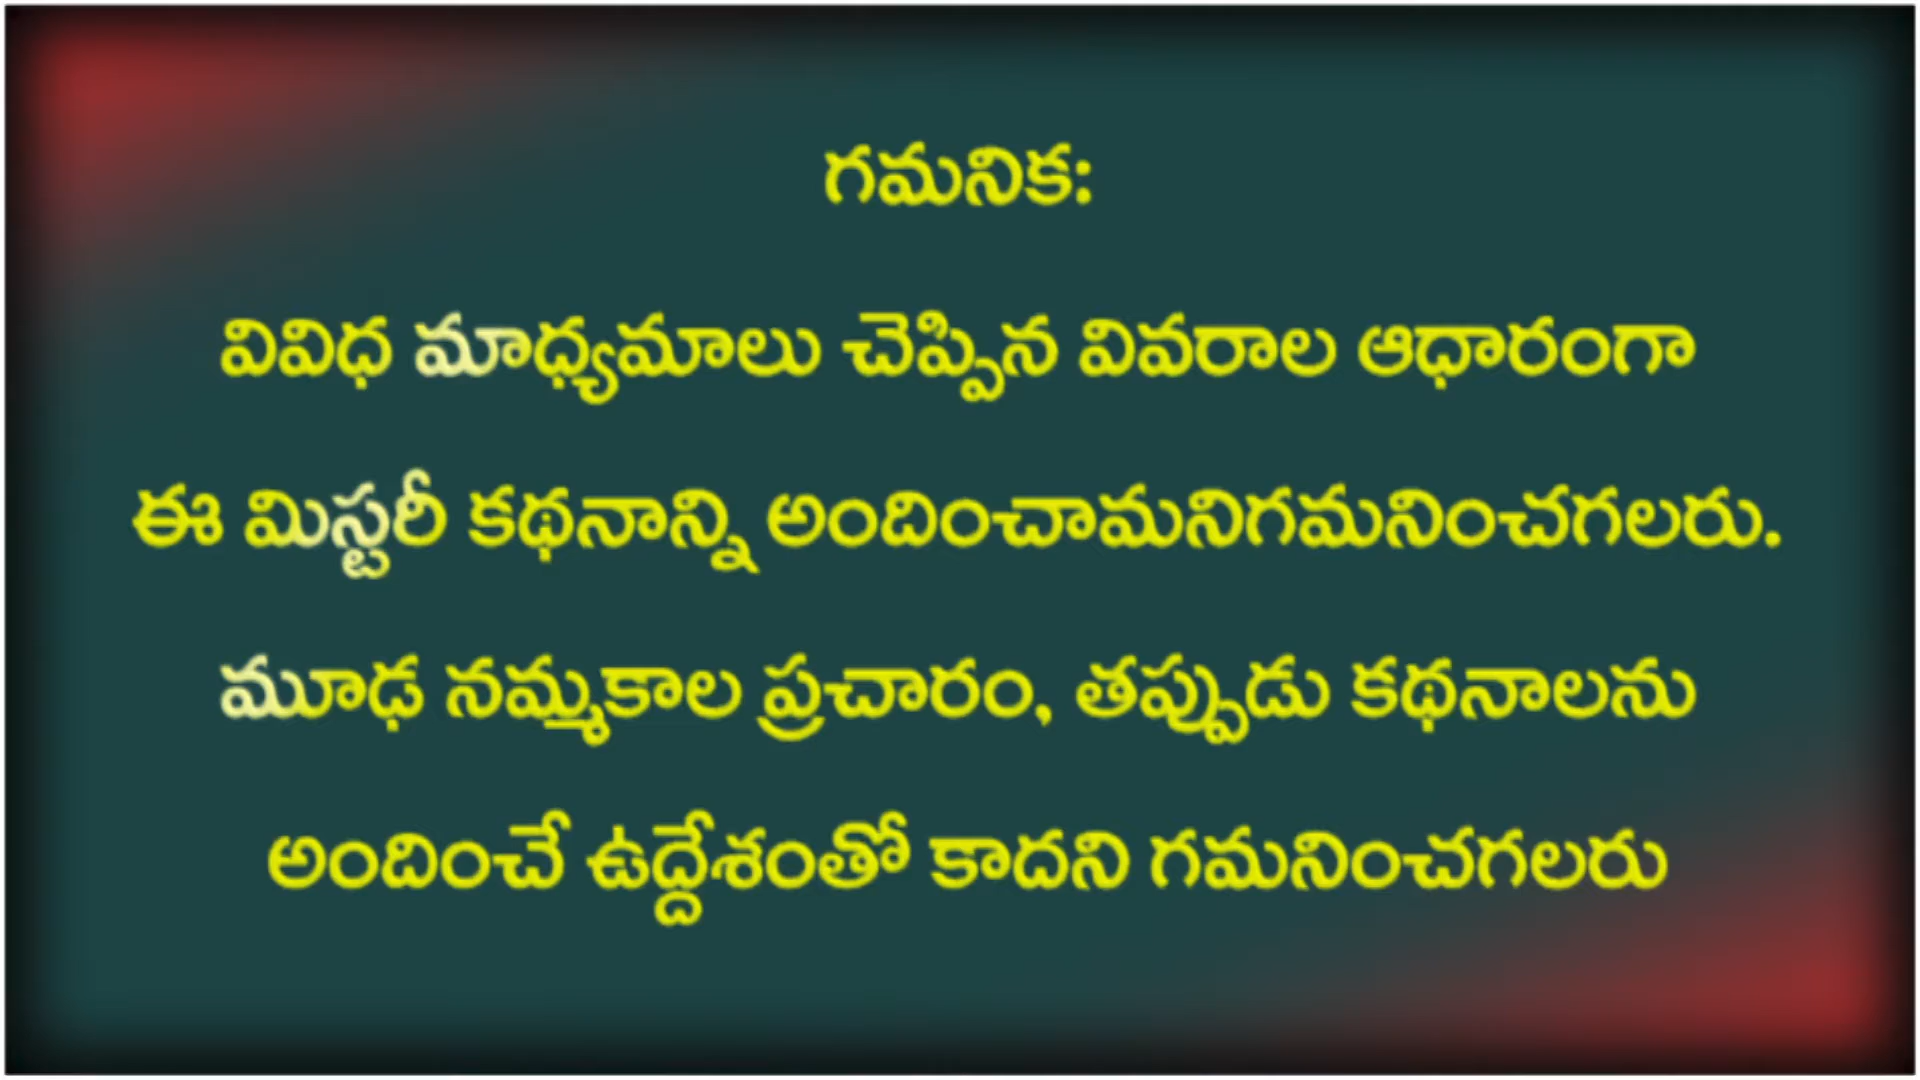 గమనిక:
వివిధ మాధ్యమాలు చెప్పిన వివరాల ఆధారంగా
ఈ మిస్టరీ కథనాన్ని అందించామనిగమనించగలరు.
మూఢ నమ్మకాల ప్రచారం, తప్పుడు కథనాలను
అందించే ఉద్దేశంతో కాదని గమనించగలరు